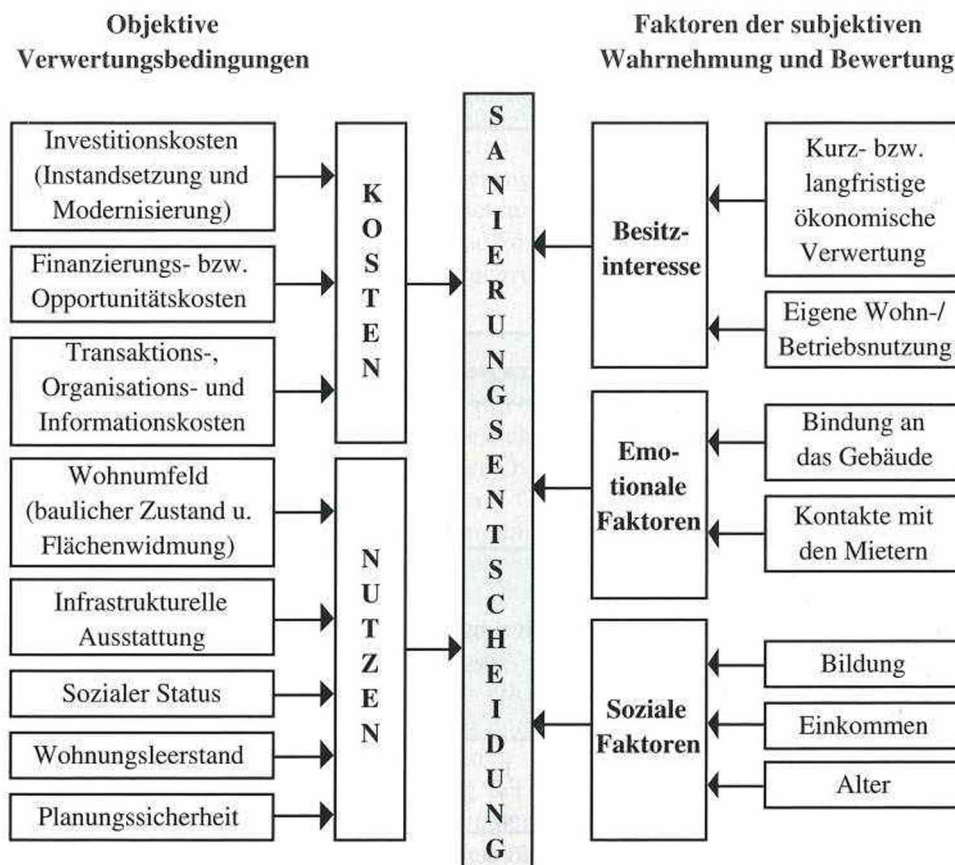 Objektive
Verwertungsbedingungen
Faktoren der subjektiven
Wahrnehmung und Bewertung
Investitionskosten
(Instandsetzung und
Modernisierung)
Finanzierungs- bzw.
Opportunitätskosten
Transaktions-,
Organisations- und
Informationskosten
KOSTEN
Wohnumfeld
(baulicher Zustand u.
Flächenwidmung)
Infrastrukturelle
Ausstattung
Sozialer Status
Wohnungsleerstand
Planungssicherheit
NUTZEN
SANIERUNGSENTSCHEIDUNG
Besitz-
interesse
Kurz- bzw.
langfristige
ökonomische
Verwertung
Eigene Wohn-/
Betriebsnutzung
Emo-
tionale
Faktoren
Bindung an
das Gebäude
Kontakte mit
den Mietern
Soziale
Faktoren
Bildung
Einkommen
Alter